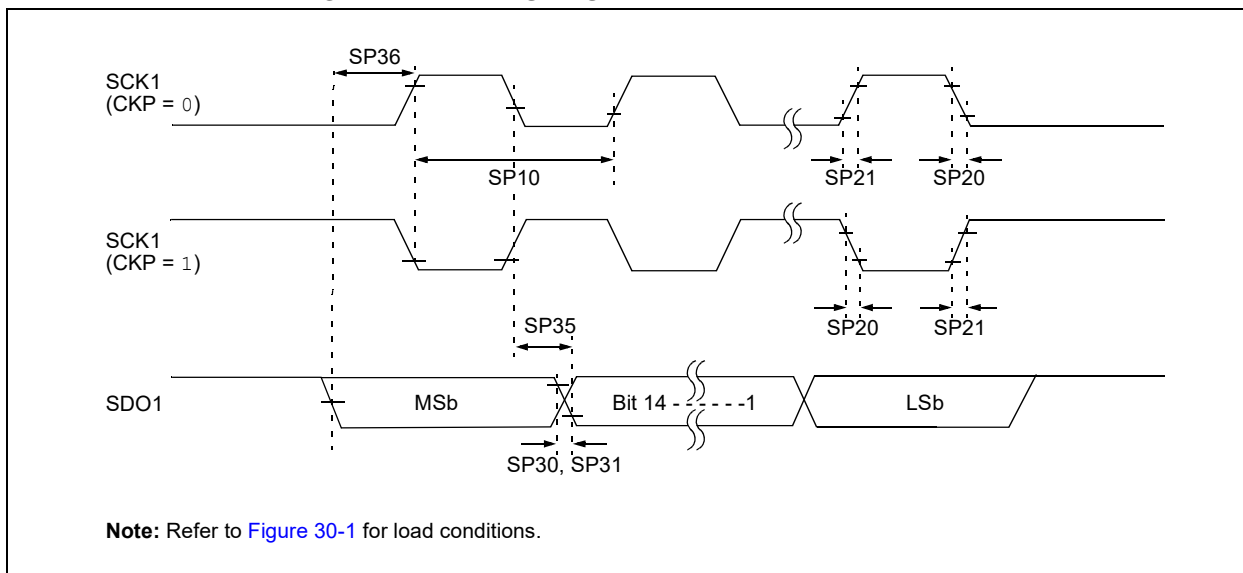 SP36
SCK1
(CKP = 0)
SP10
SP21
SP20
SCK1
(CKP = 1)
SP35
SP20
SP21
SDO1
MSb
Bit 14 - - - - - -1
LSb
SP30, SP31
Note: Refer to Figure 30-1 for load conditions.